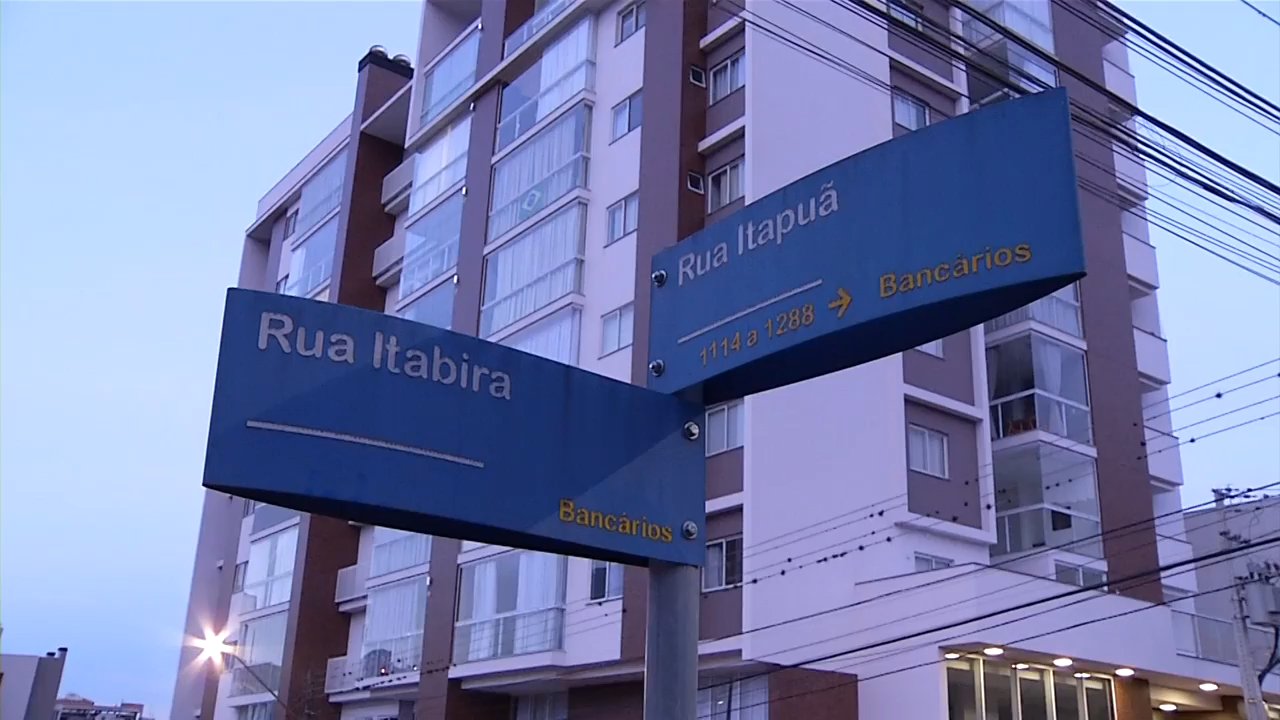 Rua Itabira
Bancários
Rua Itapuã
1114 a 1288 → Bancários